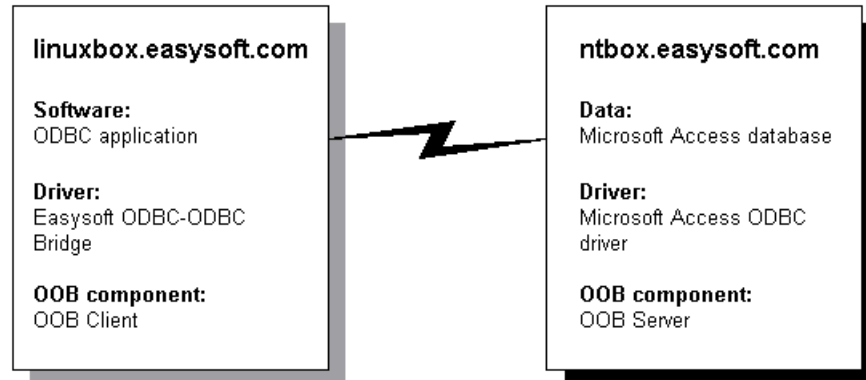 linuxbox.easysoft.com
Software:
ODBC application
Driver:
Easysoft ODBC-ODBC
Bridge
OOB component:
OOB Client
ntbox.easysoft.com
Data:
Microsoft Access database
Driver:
Microsoft Access ODBC
driver
OOB component:
OOB Server